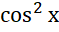 cos² x